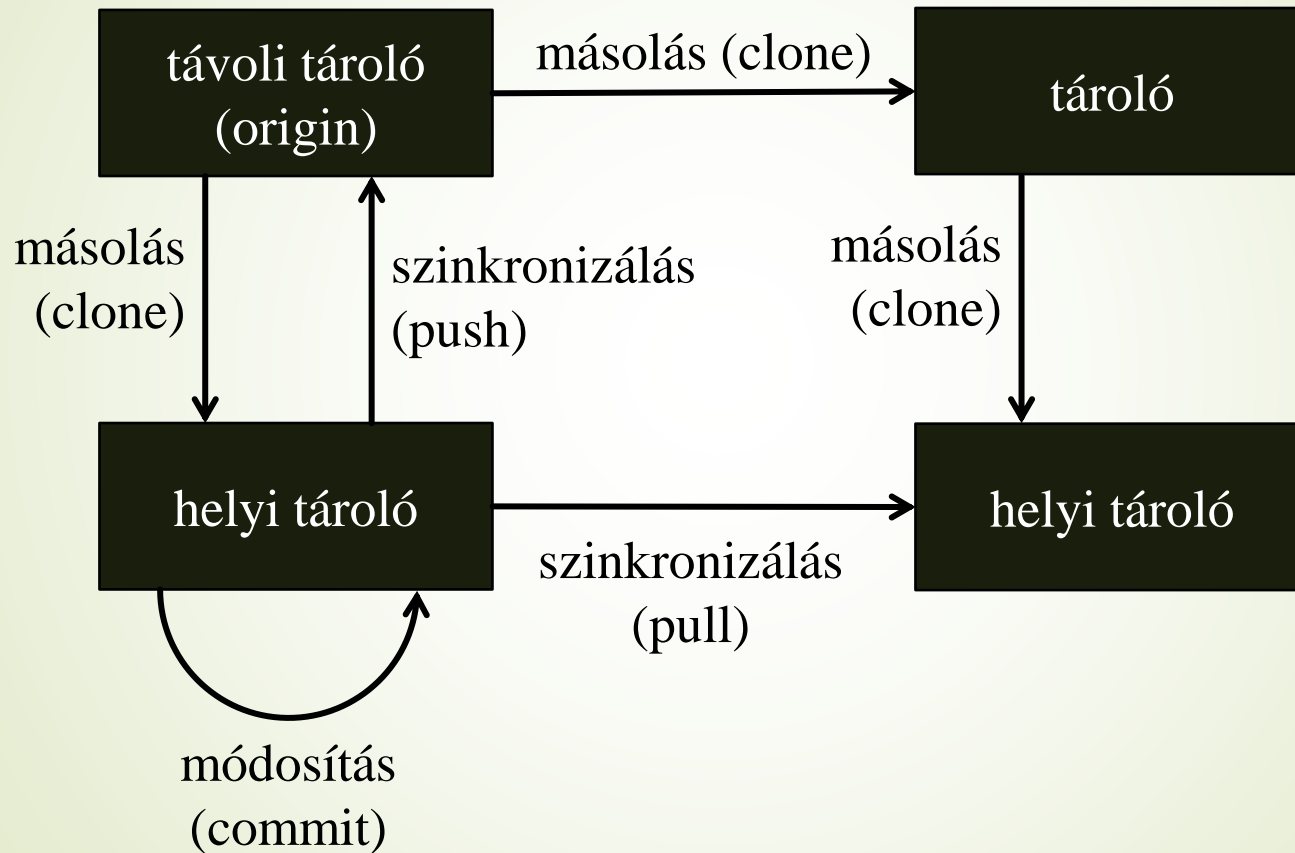 távoli tároló
(origin)
másolás (clone)
tároló
másolás
(clone)
szinkronizálás
(push)
másolás
(clone)
helyi tároló
szinkronizálás
(pull)
helyi tároló
módosítás
(commit)